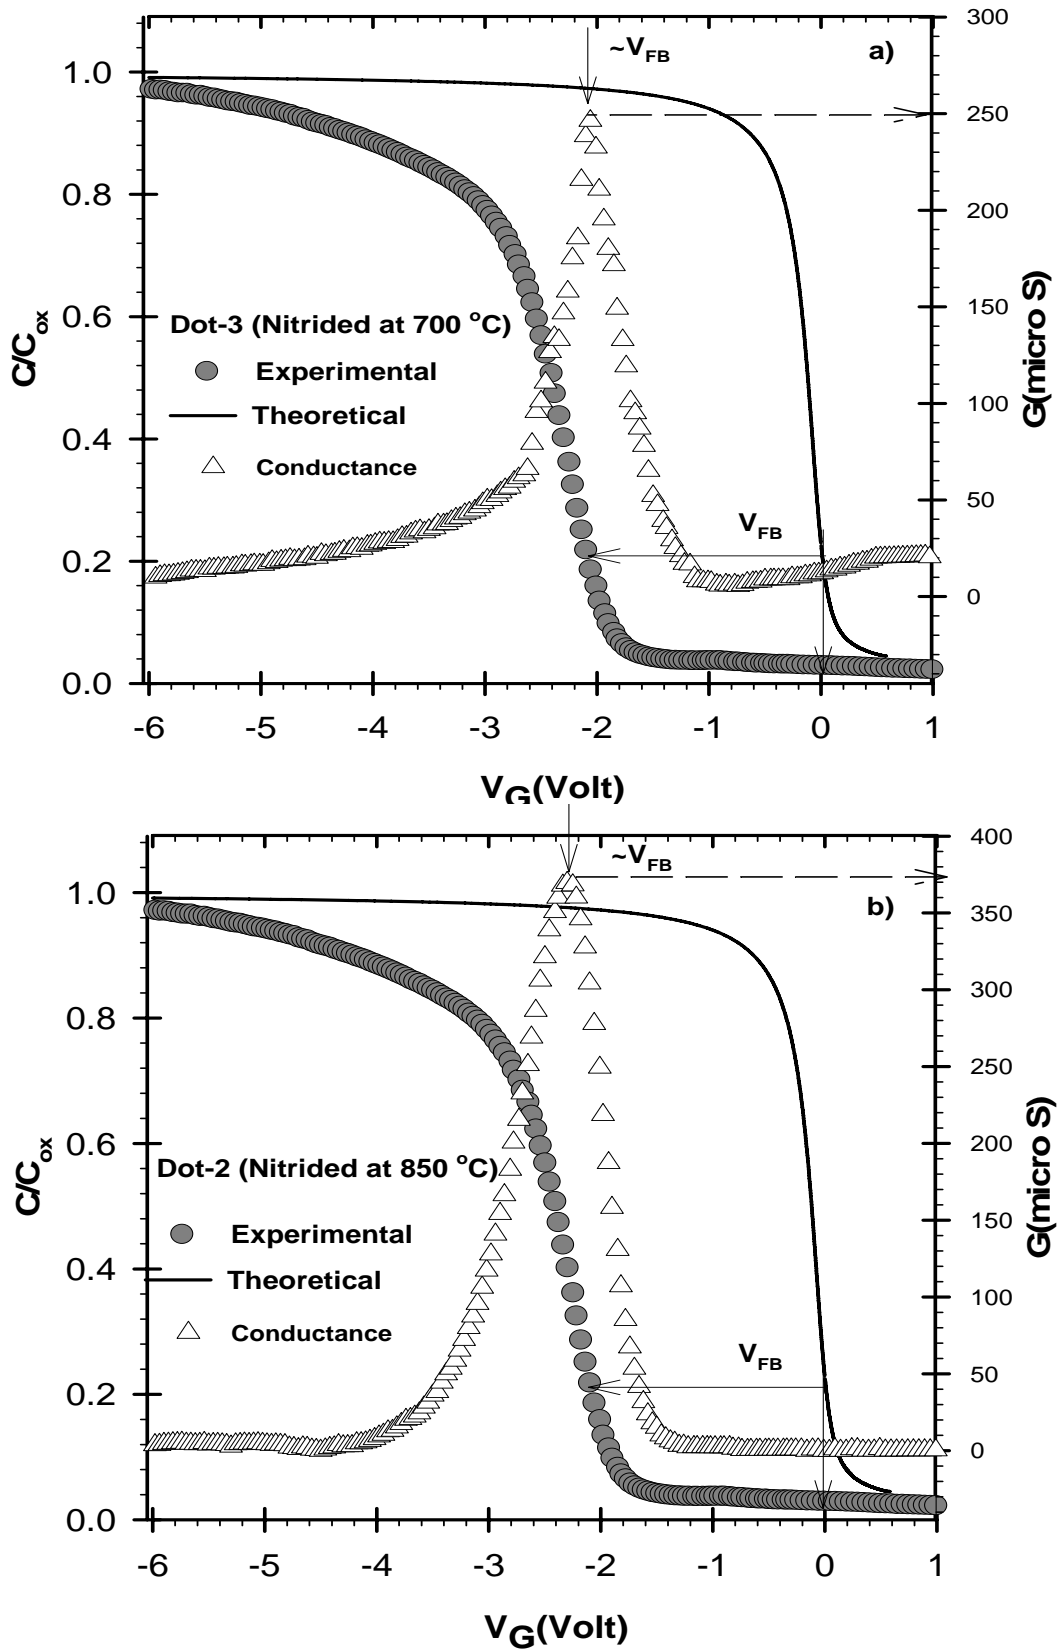 300
~V_FB
a)
1.0
250
0.8
200
150
Dot-3 (Nitrided at 700 °C)
0.6
C/C_ox
G(micro S)
Experimental
Theoretical
100
0.4
Conductance
50
V_FB
0.2
0
0.0
-6 -5 -4 -3 -2 -1 0 1
V_G(Volt)
400
~V_FB
1.0
b)
350
0.8
300
250
0.6
200
Dot-2 (Nitrided at 850 °C)
C/C_ox
G(micro S)
Experimental
150
0.4
Theoretical
100
Conductance
V_FB
50
0.2
0
0.0
-6 -5 -4 -3 -2 -1 0 1
V_G(Volt)